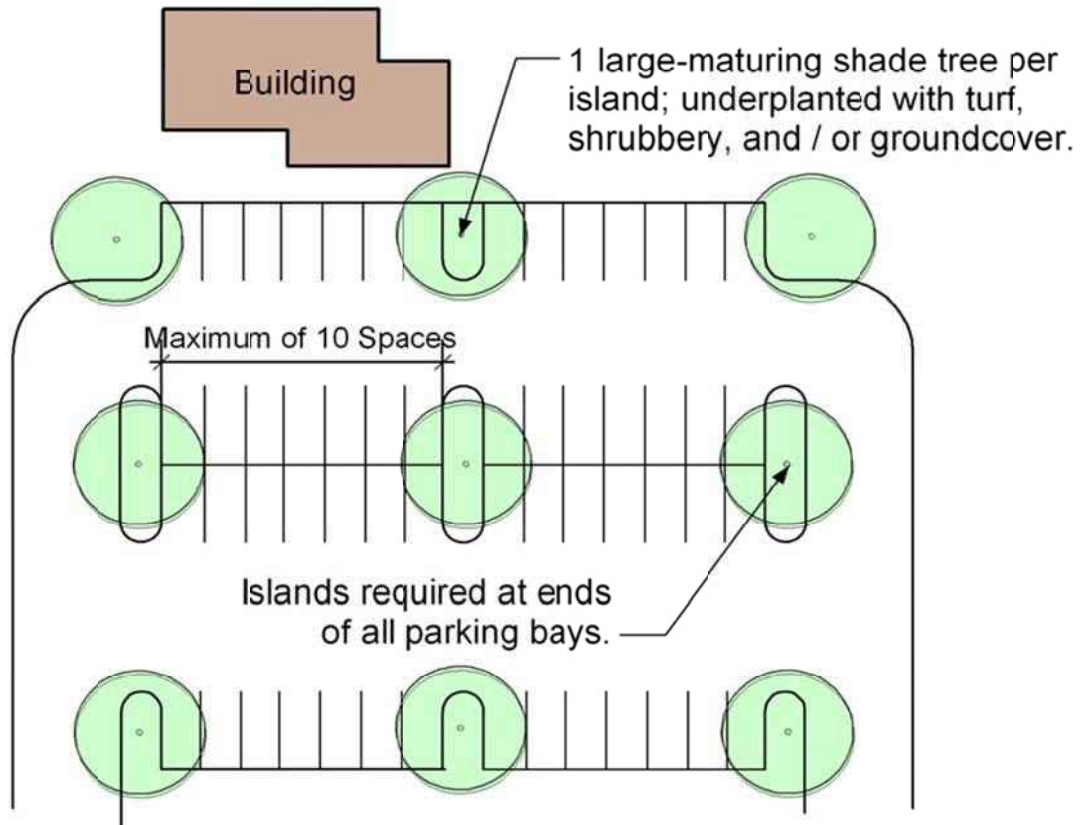 Building
1 large-maturing shade tree per
island; underplanted with turf,
shrubbery, and / or groundcover.
Maximum of 10 Spaces
Islands required at ends
of all parking bays.